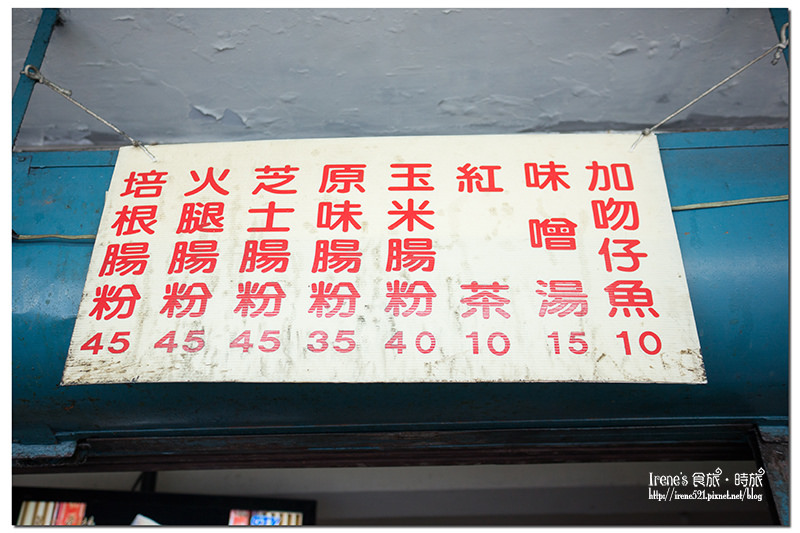 加吻仔魚 10
味噌湯 15
紅茶 10
玉米腸粉 40
原味腸粉 35
芝士腸粉 45
火腿腸粉 45
培根腸粉 45
Irene's 食旅・時旅
http://irene521.pixnet.net/blog